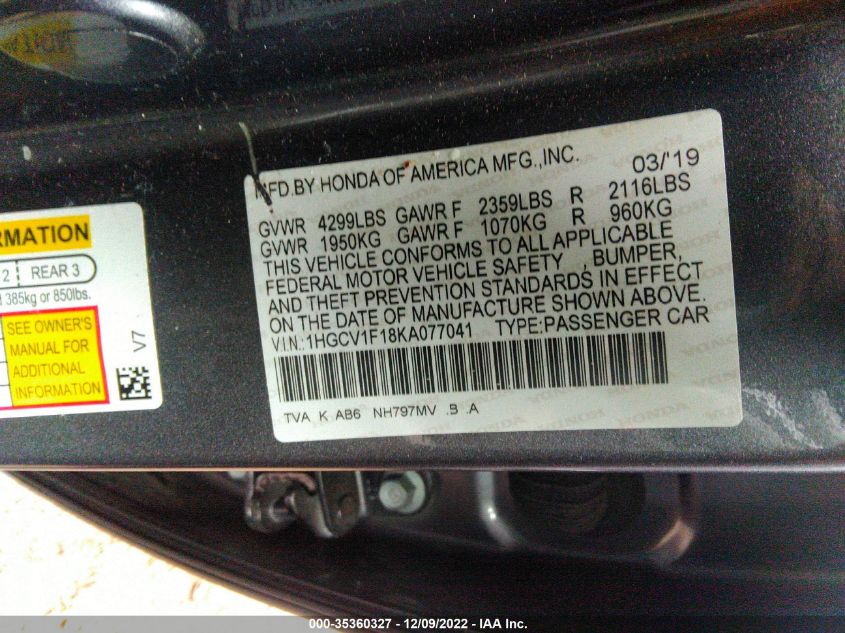 MFD.BY HONDA OF AMERICA MFG.,INC. 03/'19
GVWR 4299LBS GAWR F 2359LBS R 2116LBS
GVWR 1950KG GAWR F 1070KG R 960KG
THIS VEHICLE CONFORMS TO ALL APPLICABLE
FEDERAL MOTOR VEHICLE SAFETY , BUMPER,
AND THEFT PREVENTION STANDARDS IN EFFECT
ON THE DATE OF MANUFACTURE SHOWN ABOVE.
VIN:1HGCV1F18KA077041 TYPE:PASSENGER CAR
TVA K AB6 NH797MV .B .A
RMATION
2 REAR 3
385kg or 850lbs.
SEE OWNER'S
MANUAL FOR
ADDITIONAL
INFORMATION
V7
000-35360327 - 12/09/2022 - IAA Inc.